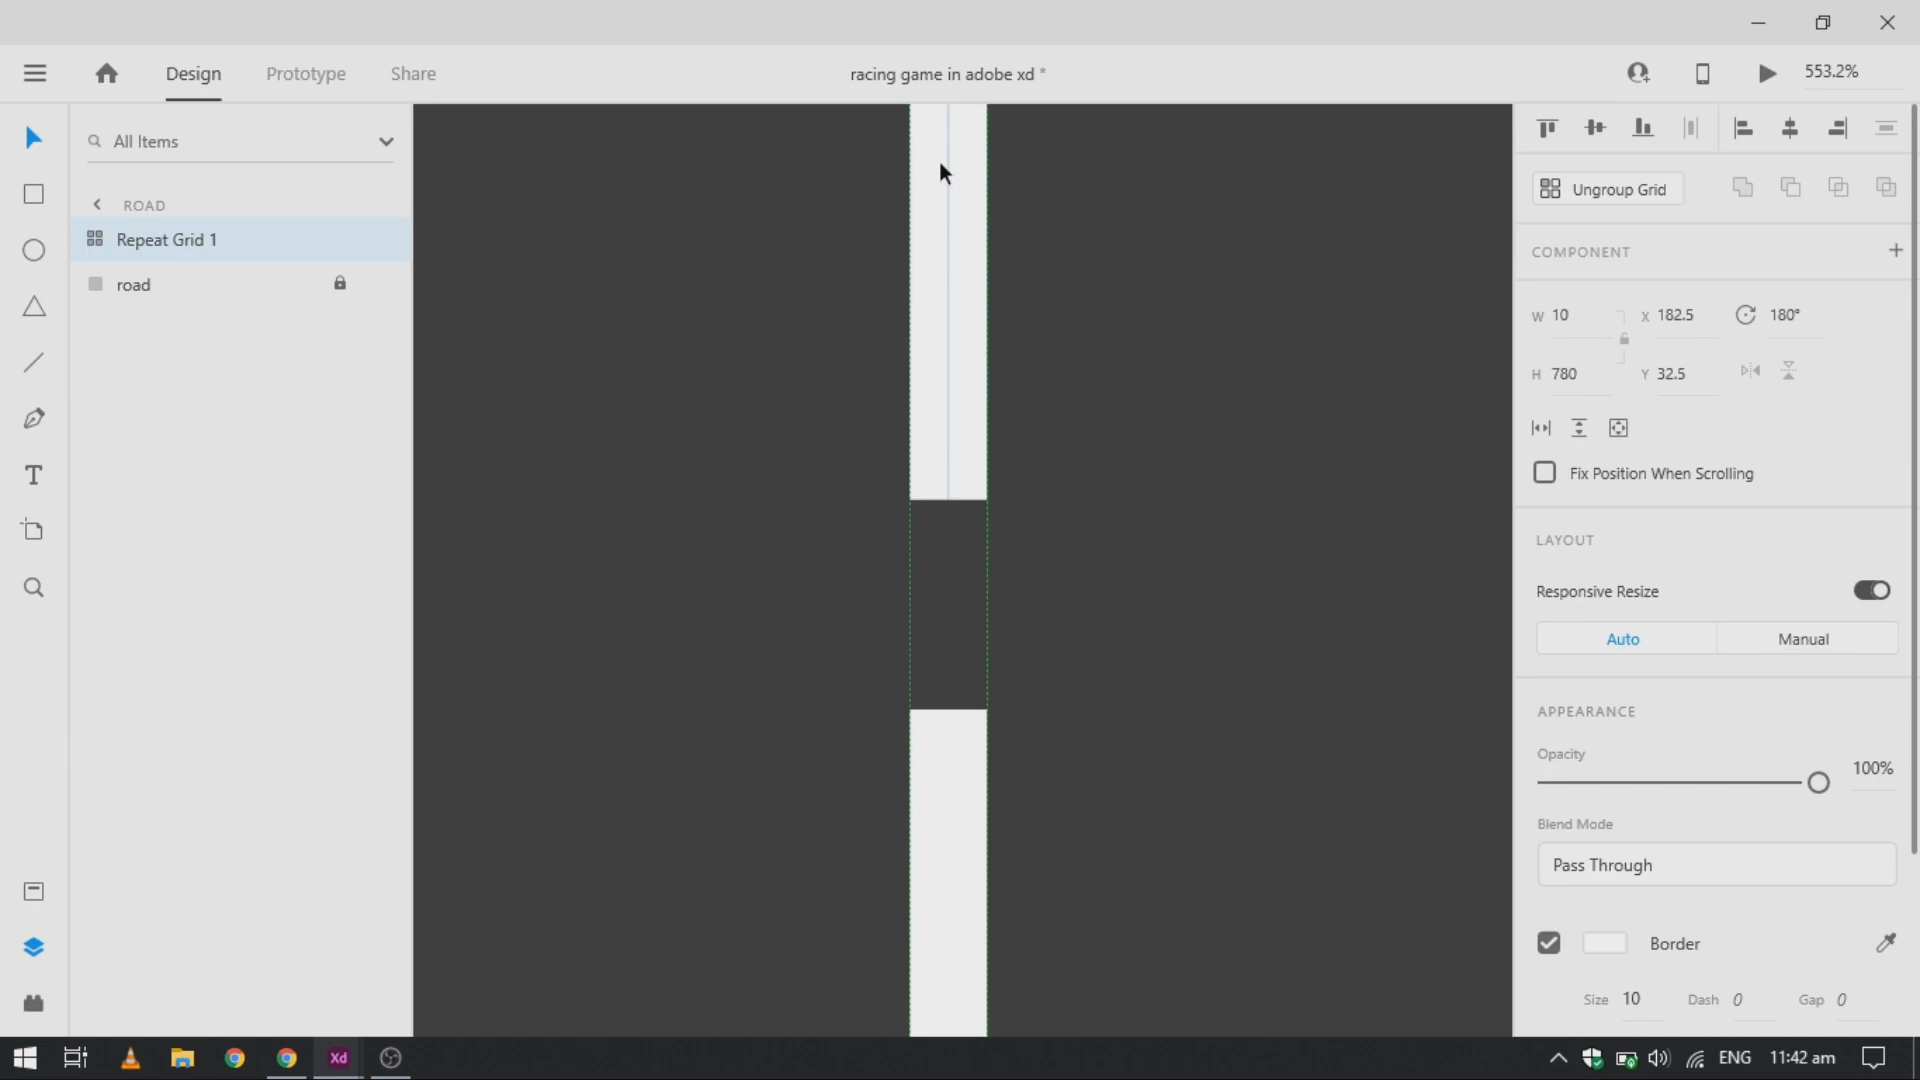 Design
Prototype
Share
racing game in adobe xd *
553.2%
All Items
ROAD
Repeat Grid 1
road
Ungroup Grid
COMPONENT
W 10
X 182.5
180°
H 780
Y 32.5
Fix Position When Scrolling
LAYOUT
Responsive Resize
Auto
Manual
APPEARANCE
Opacity
100%
Blend Mode
Pass Through
Border
Size 10
Dash 0
Gap 0
T
Xd
ENG
11:42 am